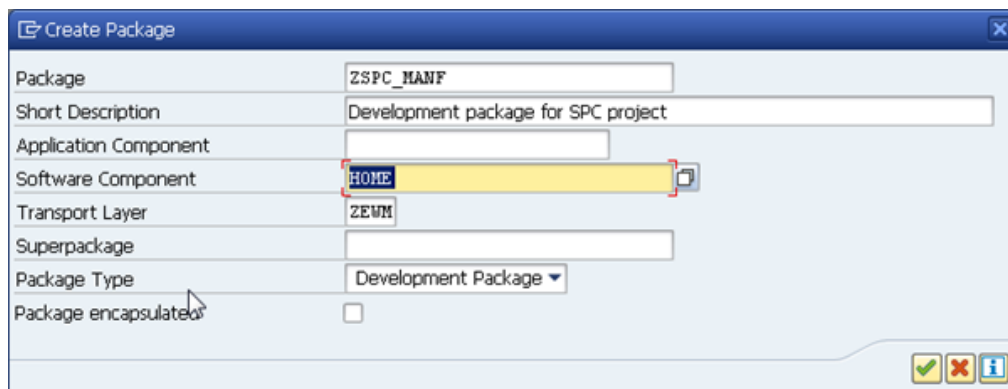 Create Package
Package ZSPC_MANF
Short Description Development package for SPC project
Application Component
Software Component HOME
Transport Layer ZEWM
Superpackage
Package Type Development Package
Package encapsulated